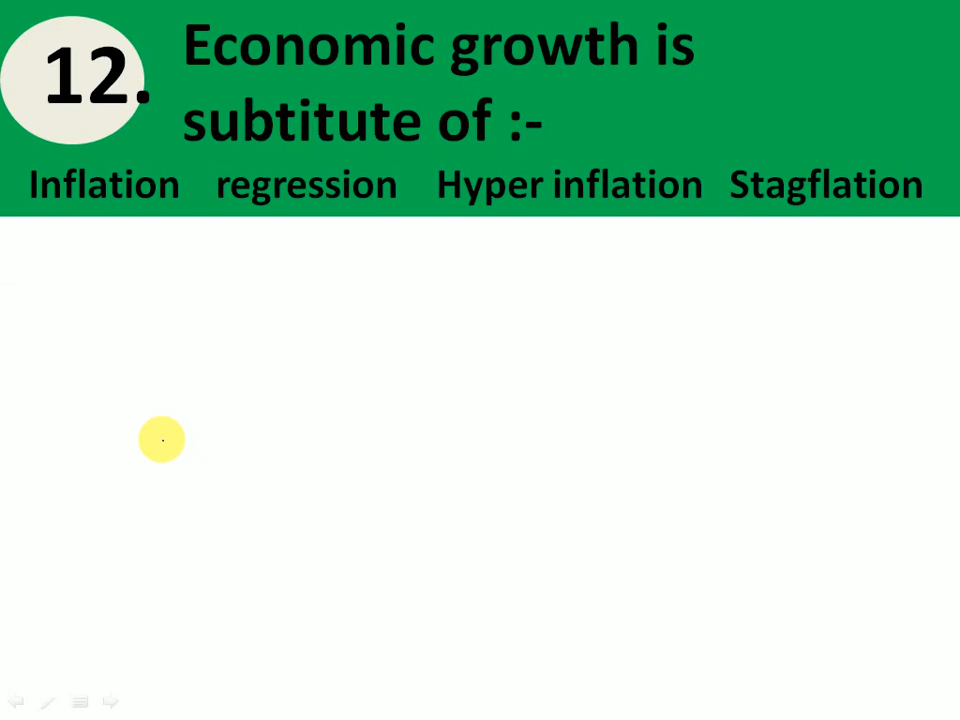 12.
Economic growth is
subtitute of :-
Inflation regression Hyper inflation Stagflation